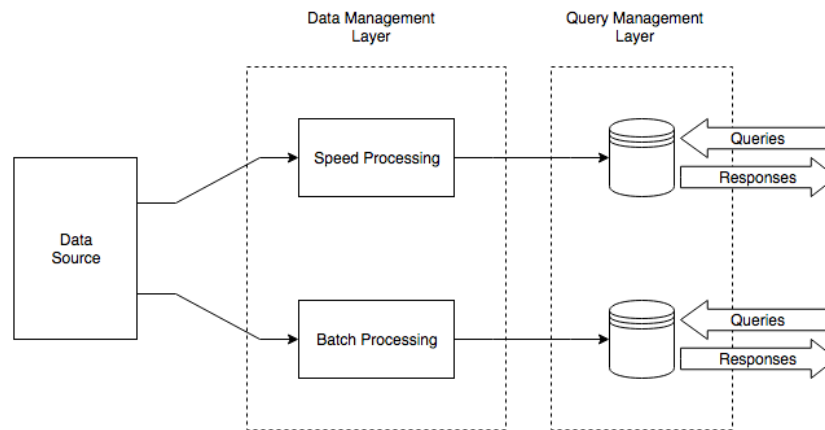 Data Management
Layer
Query Management
Layer
Speed Processing
Queries
Responses
Data
Source
Batch Processing
Queries
Responses